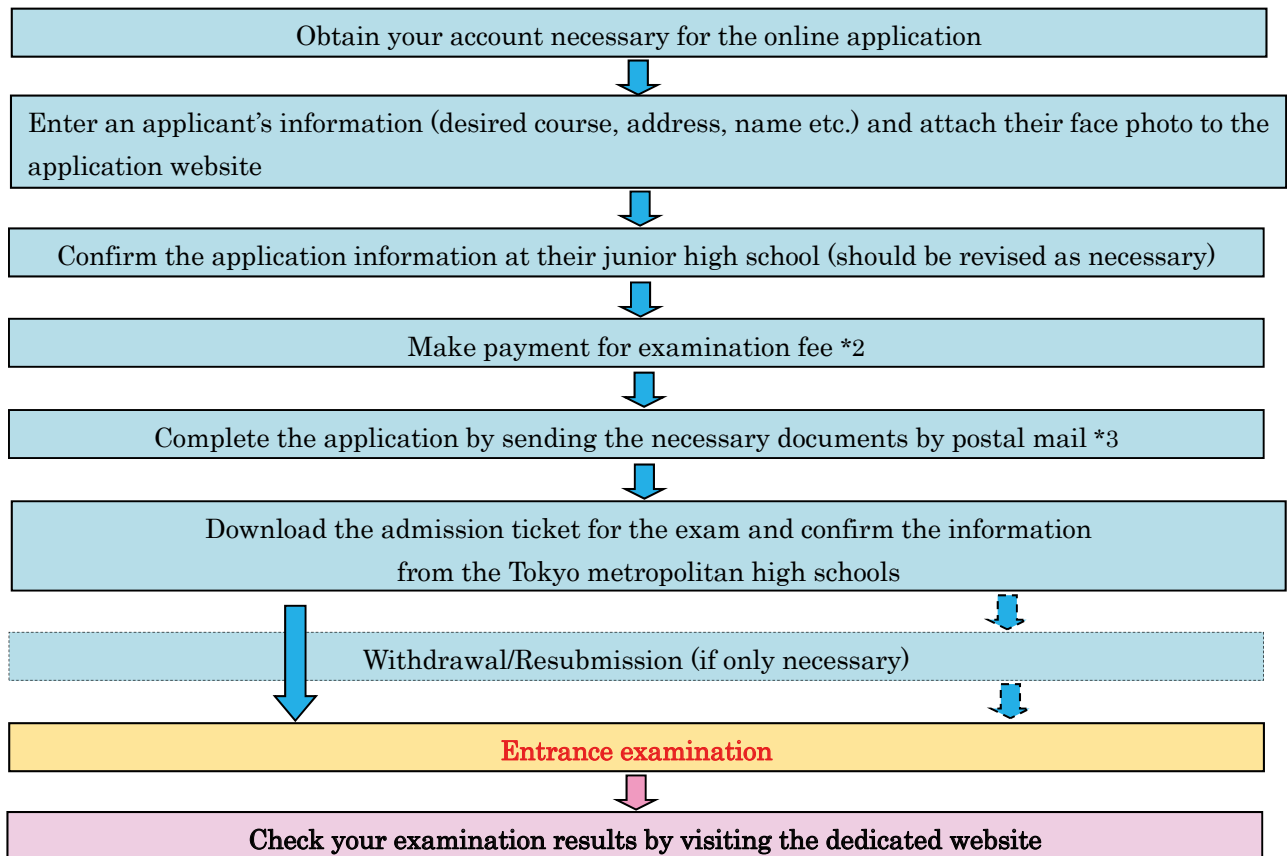 Obtain your account necessary for the online application
Enter an applicant's information (desired course, address, name etc.) and attach their face photo to the
application website
Confirm the application information at their junior high school (should be revised as necessary)
Make payment for examination fee *2
Complete the application by sending the necessary documents by postal mail *3
Download the admission ticket for the exam and confirm the information
from the Tokyo metropolitan high schools
Withdrawal/Resubmission (if only necessary)
Entrance examination
Check your examination results by visiting the dedicated website